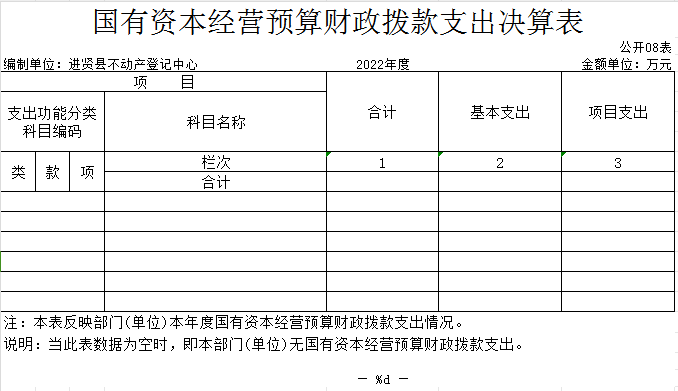 国有资本经营预算财政拨款支出决算表
公开08表
编制单位：进贤县不动产登记中心 2022年度 金额单位：万元
项 目
支出功能分类科目编码 科目名称 合计 基本支出 项目支出
类 款 项 栏次 1 2 3
合计
注：本表反映部门(单位)本年度国有资本经营预算财政拨款支出情况。
说明：当此表数据为空时，即本部门(单位)无国有资本经营预算财政拨款支出。
— %d —